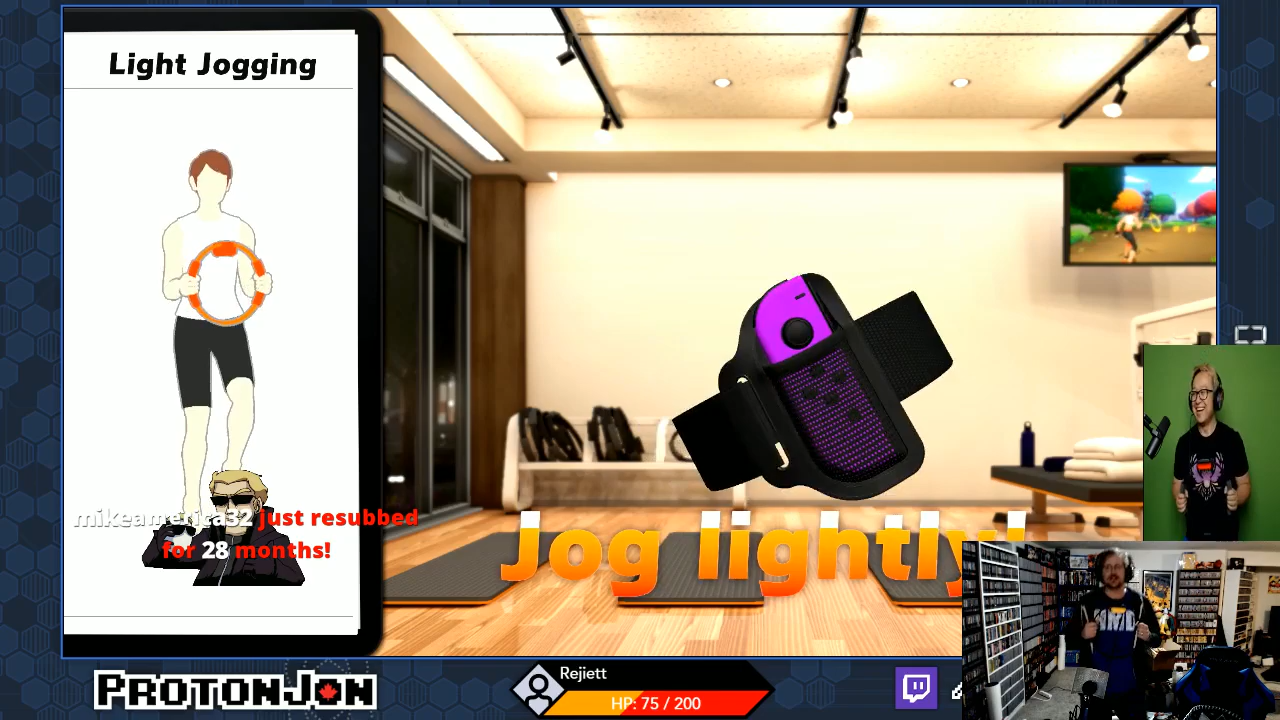 Light Jogging
mikeamerica32 just resubbed
for 28 months!
Jog lightly!
PROTONJON
Rejiett
HP: 75 / 200